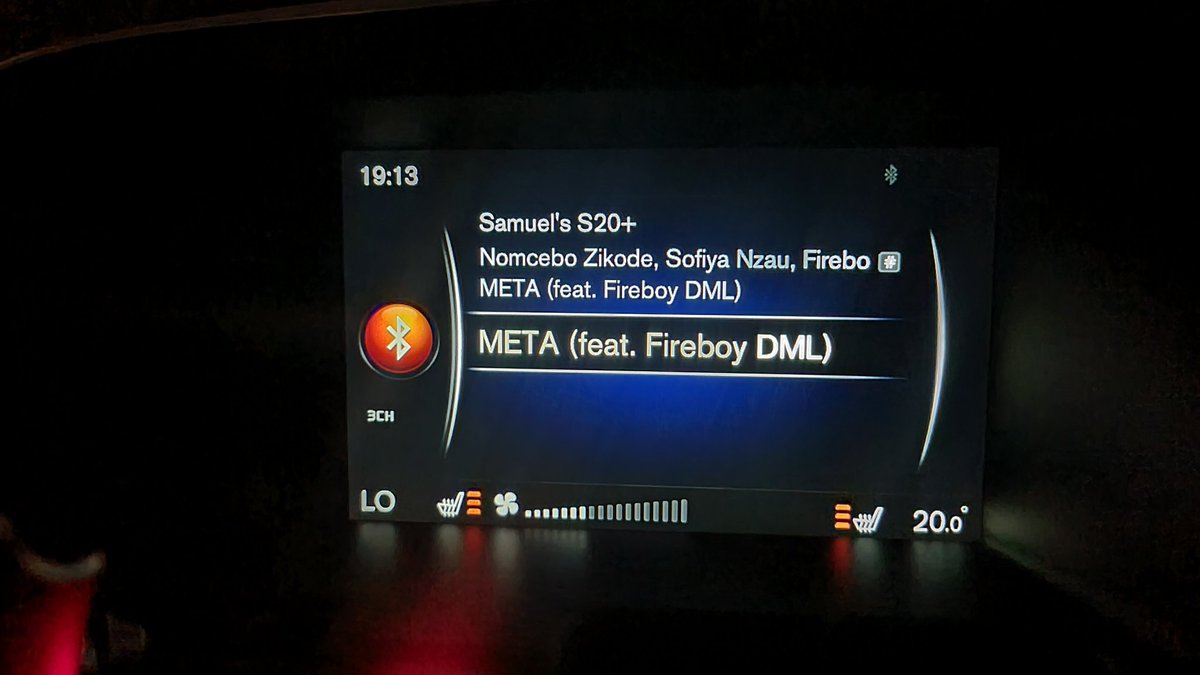 19:13
Samuel's S20+
Nomcebo Zikode, Sofiya Nzau, Firebo #
META (feat. Fireboy DML)
META (feat. Fireboy DML)
3CH
LO
20.0°